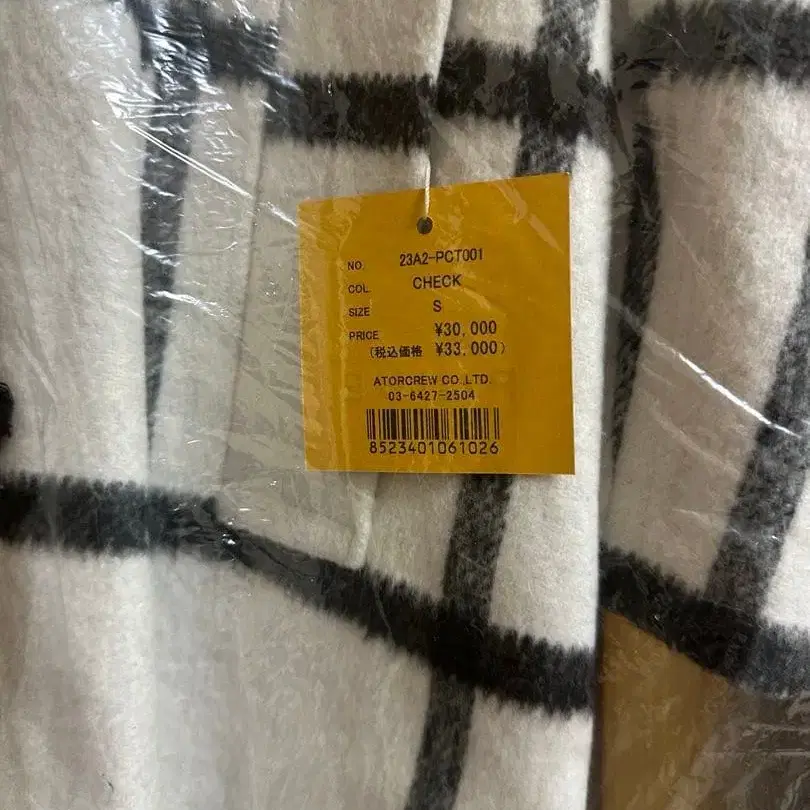 NO. 23A2-PCT001
COL. CHECK
SIZE S
PRICE ¥30,000
(税込価格 ¥33,000)
ATORCREW CO.,LTD.
03-6427-2504
8523401061026